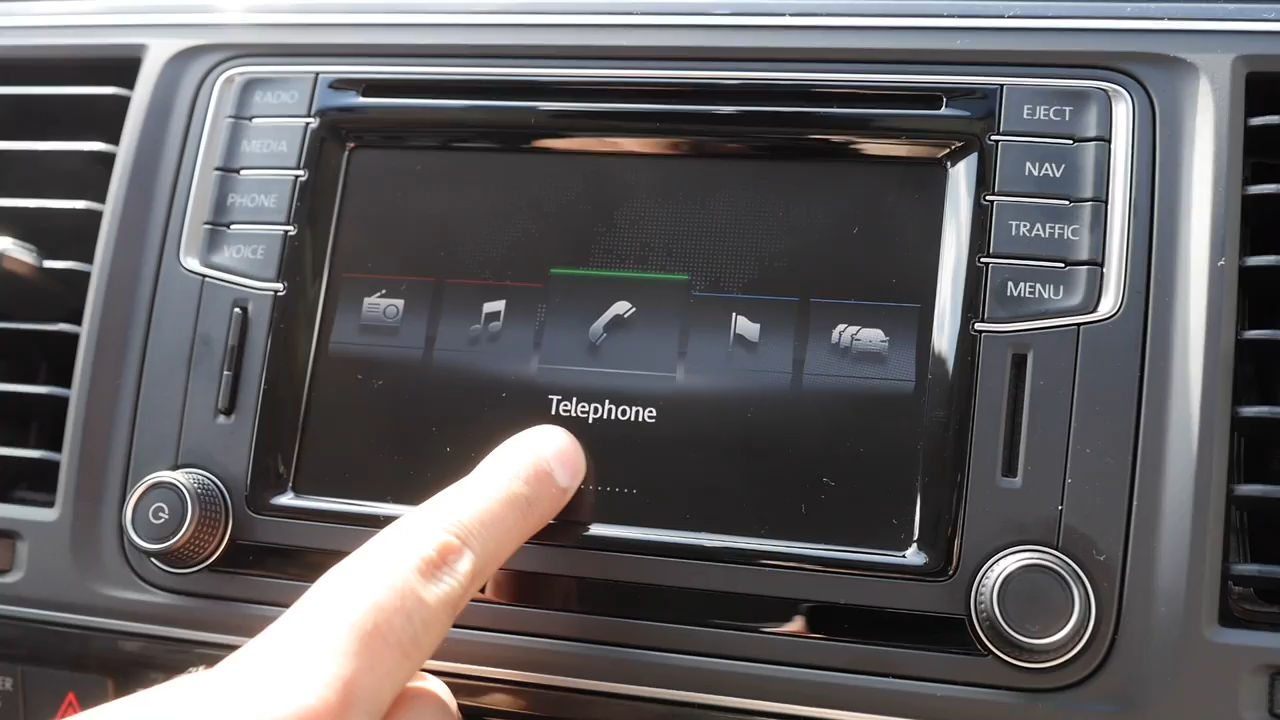 RADIO
MEDIA
PHONE
VOICE
EJECT
NAV
TRAFFIC
MENU
Telephone